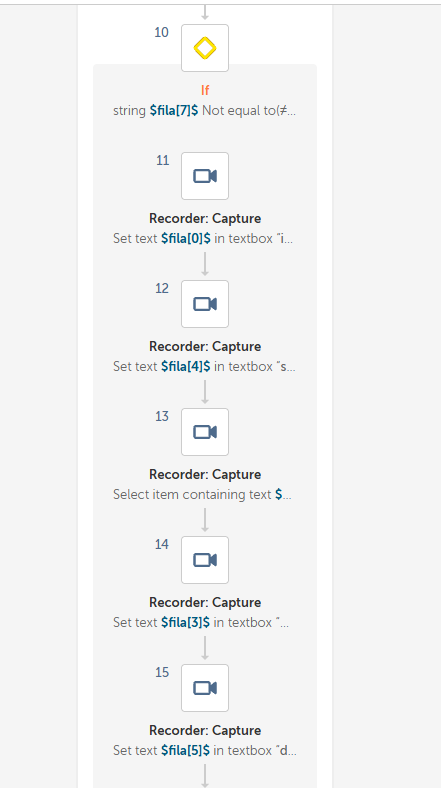 10
If
string $fila[7]$ Not equal to(≠...
11
Recorder: Capture
Set text $fila[0]$ in textbox "i...
12
Recorder: Capture
Set text $fila[4]$ in textbox "s...
13
Recorder: Capture
Select item containing text $...
14
Recorder: Capture
Set text $fila[3]$ in textbox "...
15
Recorder: Capture
Set text $fila[5]$ in textbox "d...